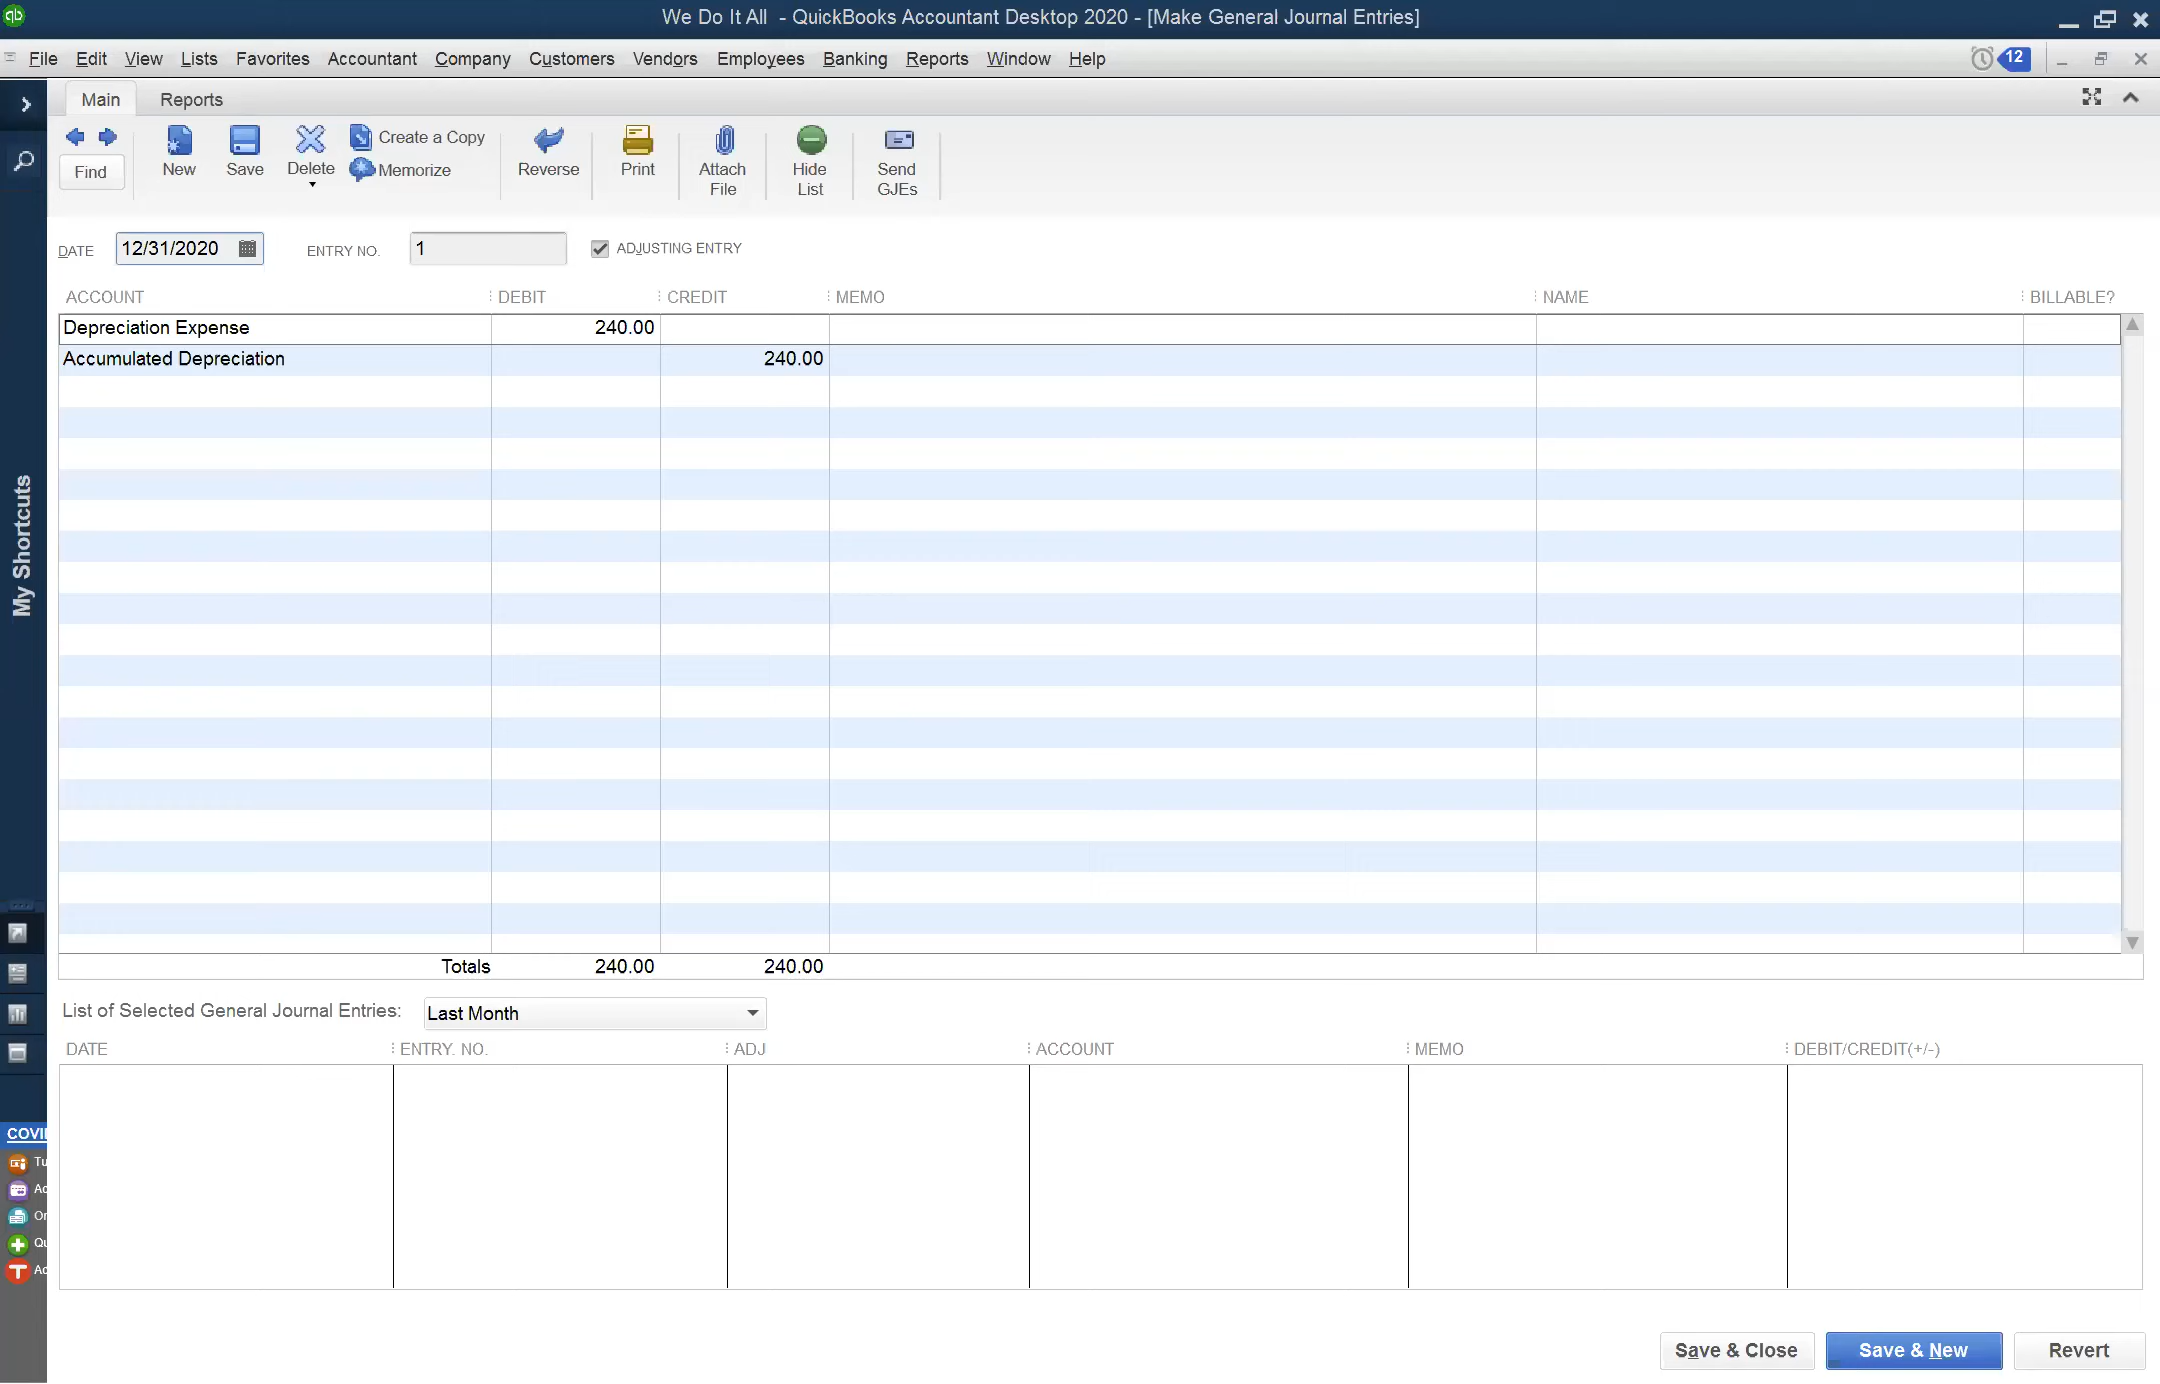 We Do It All - QuickBooks Accountant Desktop 2020 - [Make General Journal Entries]
File Edit View Lists Favorites Accountant Company Customers Vendors Employees Banking Reports Window Help 12
Main Reports
Find New Save Delete Create a Copy Memorize Reverse Print Attach File Hide List Send GJEs
DATE 12/31/2020 ENTRY NO. 1 ADJUSTING ENTRY
ACCOUNT DEBIT CREDIT MEMO NAME BILLABLE?
Depreciation Expense 240.00
Accumulated Depreciation 240.00
My Shortcuts
Totals 240.00 240.00
List of Selected General Journal Entries: Last Month
DATE ENTRY. NO. ADJ ACCOUNT MEMO DEBIT/CREDIT(+/-)
COVI
Tu
Ac
Or
Qu
Ac
Save & Close Save & New Revert